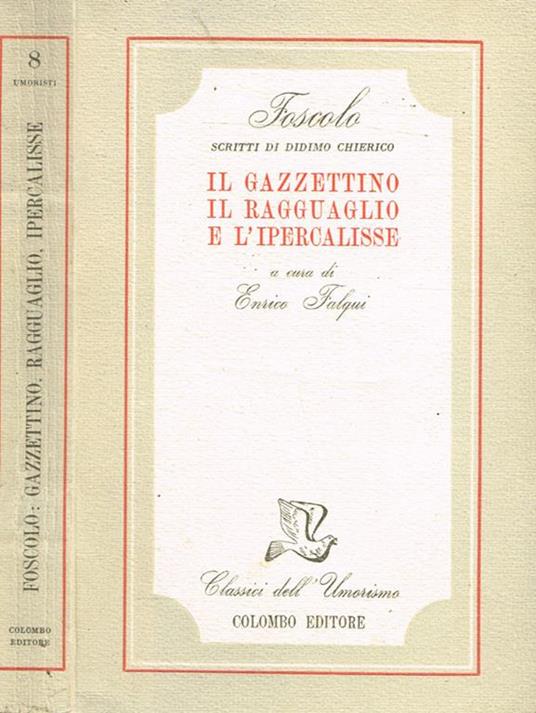 8
UMORISTI
FOSCOLO: GAZZETTINO, RAGGUAGLIO, IPERCALISSE
COLOMBO
EDITORE
Foscolo
SCRITTI DI DIDIMO CHIERICO
IL GAZZETTINO
IL RAGGUAGLIO
E L'IPERCALISSE
a cura di
Enrico Falqui
Classici dell'Umorismo
COLOMBO EDITORE